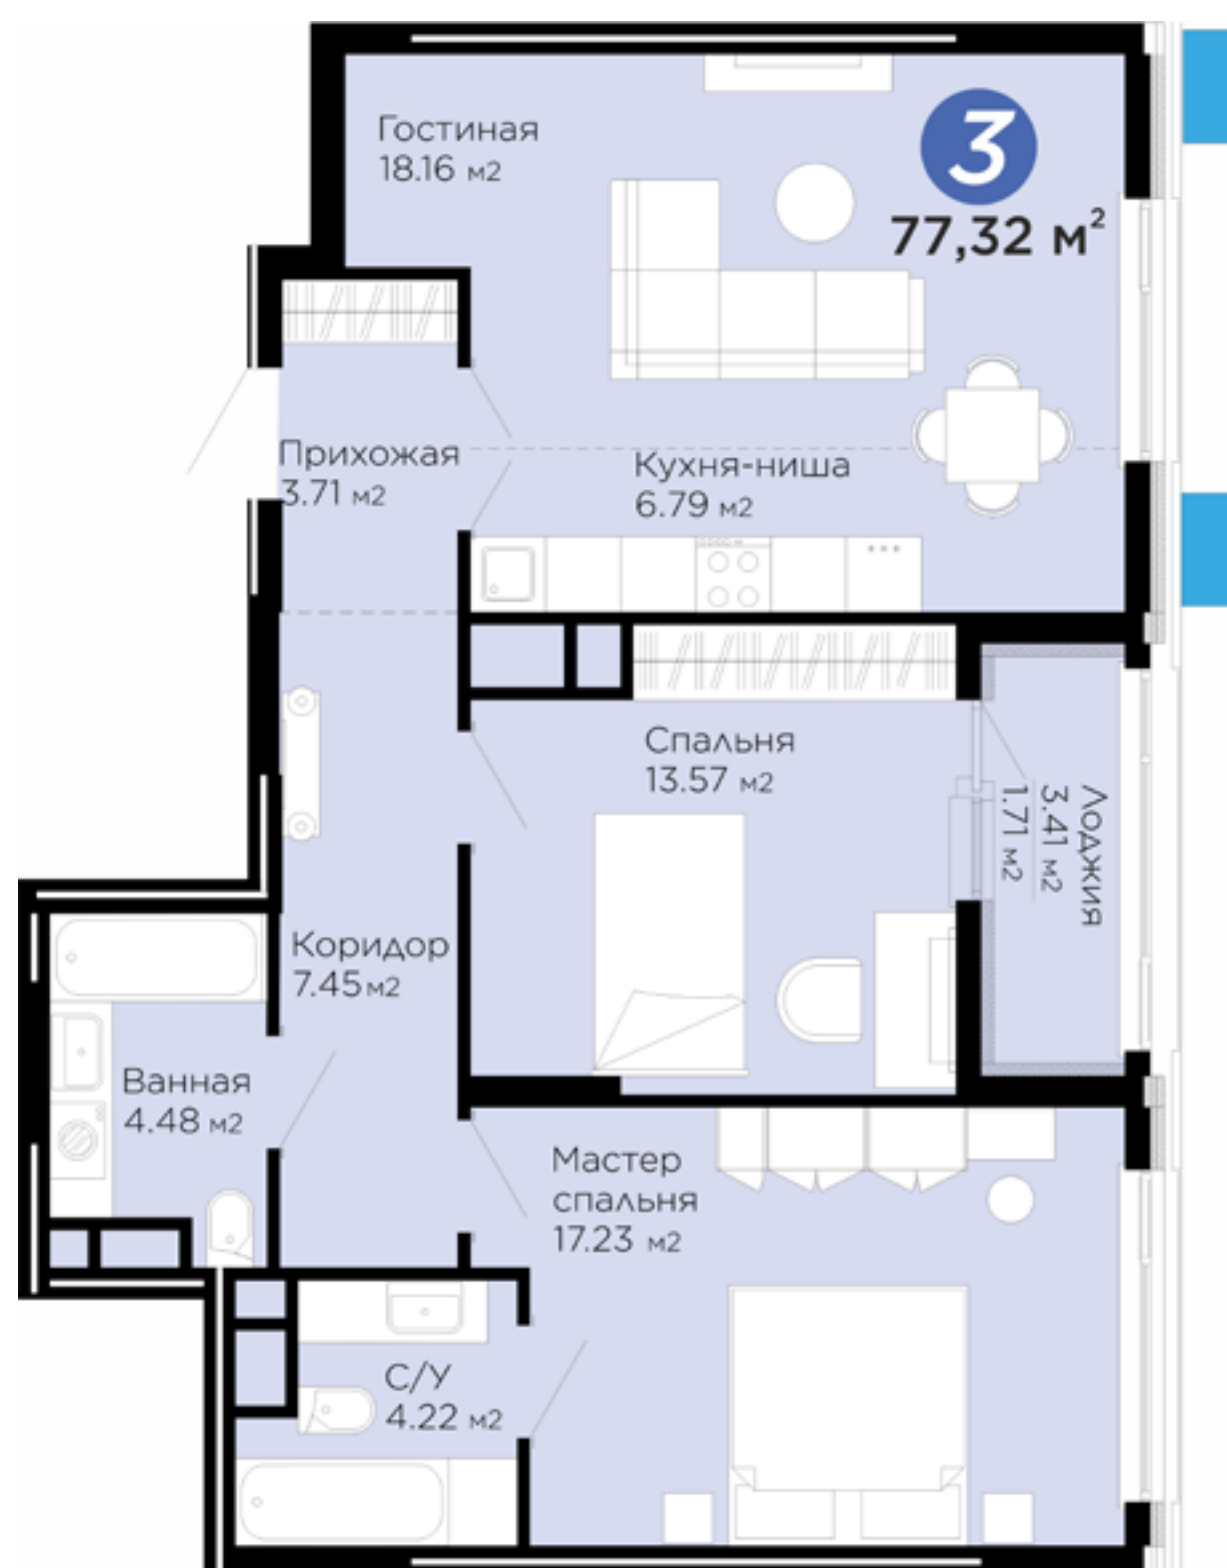 Гостиная
18.16 м2
3
77,32 м²
Прихожая
3.71 м2
Кухня-ниша
6.79 м2
Спальня
13.57 м2
Лоджия
3.41 м2
1.71 м2
Коридор
7.45 м2
Ванная
4.48 м2
Мастер
спальня
17.23 м2
С/У
4.22 м2